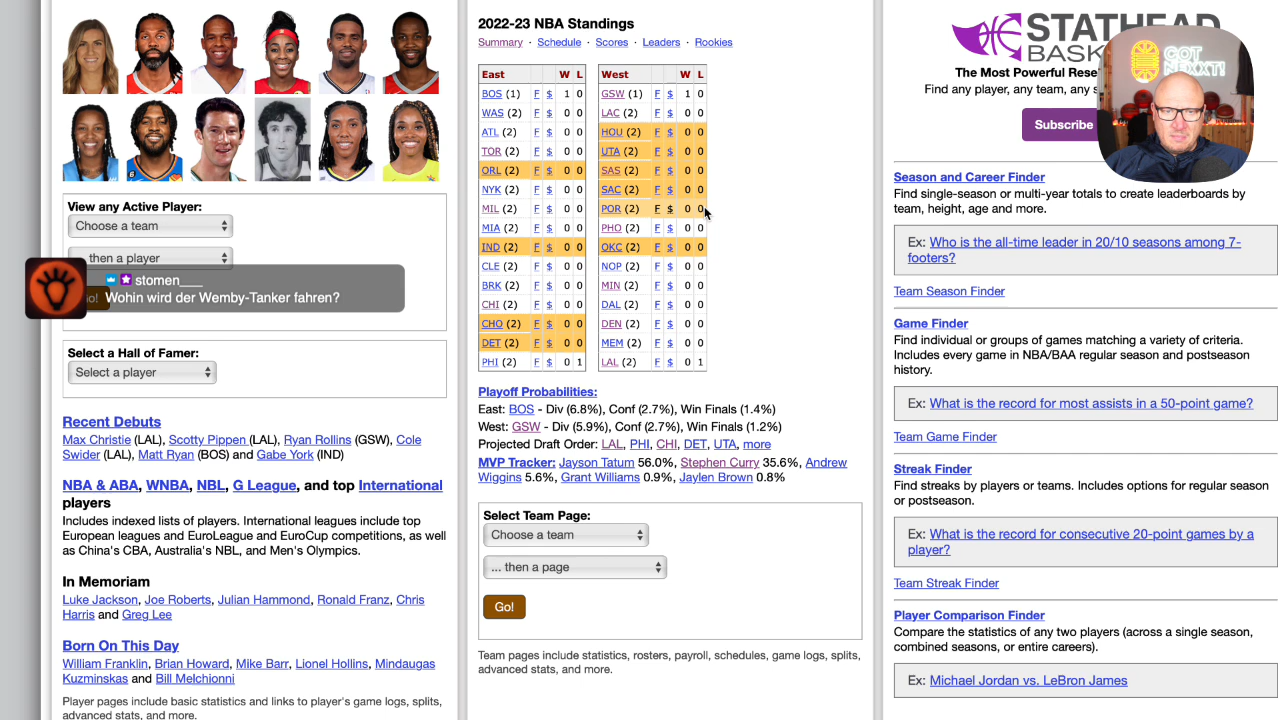 View any Active Player:
Choose a team
then a player
stomen___
Wohin wird der Wemby-Tanker fahren?
Select a Hall of Famer:
Select a player
Recent Debuts
Max Christie (LAL), Scotty Pippen (LAL), Ryan Rollins (GSW), Cole
Swider (LAL), Matt Ryan (BOS) and Gabe York (IND)
NBA & ABA, WNBA, NBL, G League, and top International
players
Includes indexed lists of players. International leagues include top
European leagues and EuroLeague and EuroCup competitions, as well
as China's CBA, Australia's NBL, and Men's Olympics.
In Memoriam
Luke Jackson, Joe Roberts, Julian Hammond, Ronald Franz, Chris
Harris and Greg Lee
Born On This Day
William Franklin, Brian Howard, Mike Barr, Lionel Hollins, Mindaugas
Kuzminskas and Bill Melchionni
Player pages include basic statistics and links to player's game logs, splits,
advanced stats, and more.
2022-23 NBA Standings
Summary · Schedule · Scores · Leaders · Rookies
East W L
BOS (1) F $ 1 0
WAS (2) F $ 0 0
ATL (2) F $ 0 0
TOR (2) F $ 0 0
ORL (2) F $ 0 0
NYK (2) F $ 0 0
MIL (2) F $ 0 0
MIA (2) F $ 0 0
IND (2) F $ 0 0
CLE (2) F $ 0 0
BRK (2) F $ 0 0
CHI (2) F $ 0 0
CHO (2) F $ 0 0
DET (2) F $ 0 0
PHI (2) F $ 0 1
West W L
GSW (1) F $ 1 0
LAC (2) F $ 0 0
HOU (2) F $ 0 0
UTA (2) F $ 0 0
SAS (2) F $ 0 0
SAC (2) F $ 0 0
POR (2) F $ 0 0
PHO (2) F $ 0 0
OKC (2) F $ 0 0
NOP (2) F $ 0 0
MIN (2) F $ 0 0
DAL (2) F $ 0 0
DEN (2) F $ 0 0
MEM (2) F $ 0 0
LAL (2) F $ 0 1
Playoff Probabilities:
East: BOS - Div (6.8%), Conf (2.7%), Win Finals (1.4%)
West: GSW - Div (5.9%), Conf (2.7%), Win Finals (1.2%)
Projected Draft Order: LAL, PHI, CHI, DET, UTA, more
MVP Tracker: Jayson Tatum 56.0%, Stephen Curry 35.6%, Andrew
Wiggins 5.6%, Grant Williams 0.9%, Jaylen Brown 0.8%
Select Team Page:
Choose a team
... then a page
Go!
Team pages include statistics, rosters, payroll, schedules, game logs, splits,
advanced stats, and more.
STATHEAD
BASK
GOT
NEXXT!
The Most Powerful Rese
Find any player, any team, any s
Subscribe
Season and Career Finder
Find single-season or multi-year totals to create leaderboards by
team, height, age and more.
Ex: Who is the all-time leader in 20/10 seasons among 7-
footers?
Team Season Finder
Game Finder
Find individual or groups of games matching a variety of criteria.
Includes every game in NBA/BAA regular season and postseason
history.
Ex: What is the record for most assists in a 50-point game?
Team Game Finder
Streak Finder
Find streaks by players or teams. Includes options for regular season
or postseason.
Ex: What is the record for consecutive 20-point games by a
player?
Team Streak Finder
Player Comparison Finder
Compare the statistics of any two players (across a single season,
combined seasons, or entire careers).
Ex: Michael Jordan vs. LeBron James